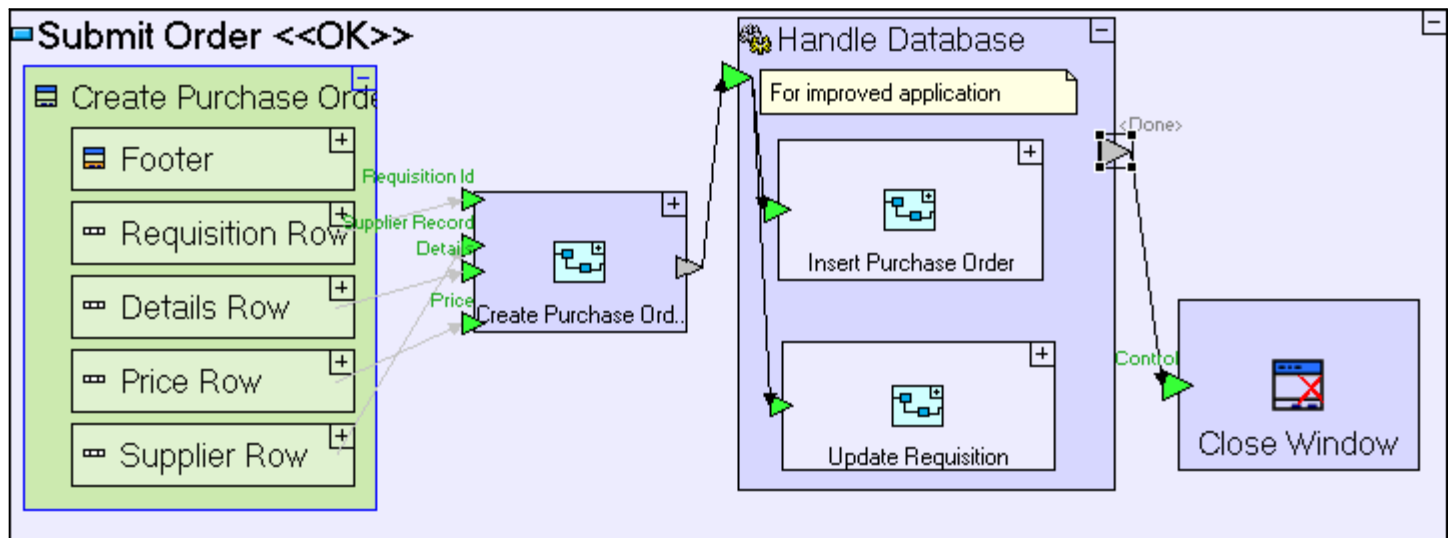 Submit Order <<OK>>
Create Purchase Orde
Footer
Requisition Row
Details Row
Price Row
Supplier Row
Requisition Id
Supplier Record
Details
Price
Create Purchase Ord..
Handle Database
For improved application
Insert Purchase Order
Update Requisition
<Done>
Control
Close Window